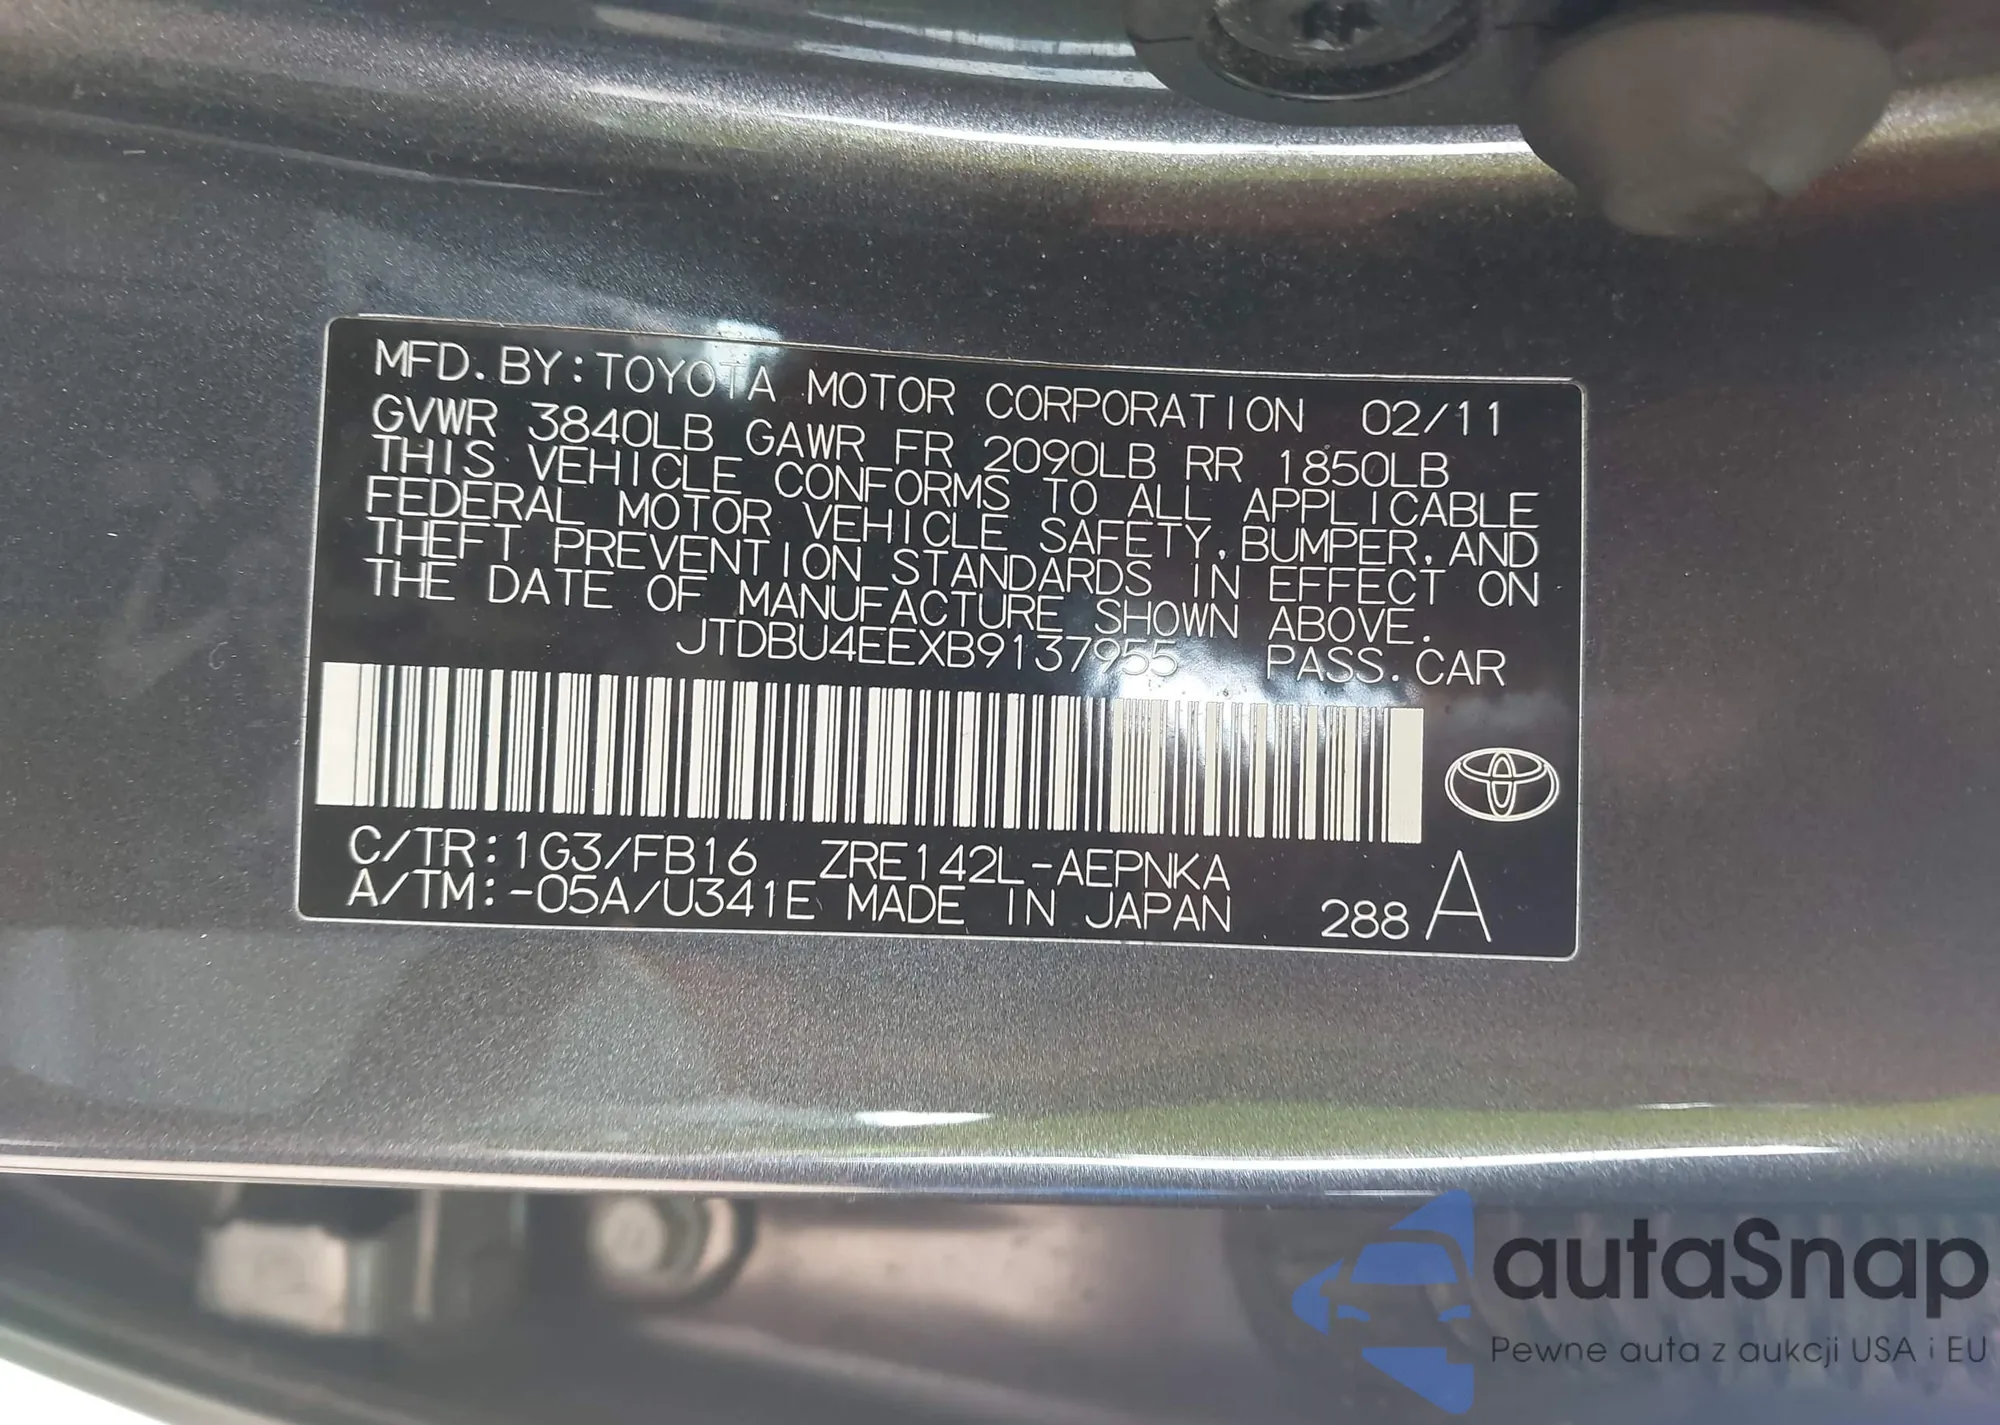 MFD. BY: TOYOTA MOTOR CORPORATION 02/11
GVWR 3840LB GAWR FR 2090LB RR 1850LB
THIS VEHICLE CONFORMS TO ALL APPLICABLE
FEDERAL MOTOR VEHICLE SAFETY, BUMPER, AND
THEFT PREVENTION STANDARDS IN EFFECT ON
THE DATE OF MANUFACTURE SHOWN ABOVE.
JTDBU4EEXB9137955 PASS. CAR
C/TR: 1G3/FB16 ZRE142L-AEPNKA
A/TM: -05A/U341E MADE IN JAPAN 288 A
autaSnap
Pewne auta z aukcji USA i EU